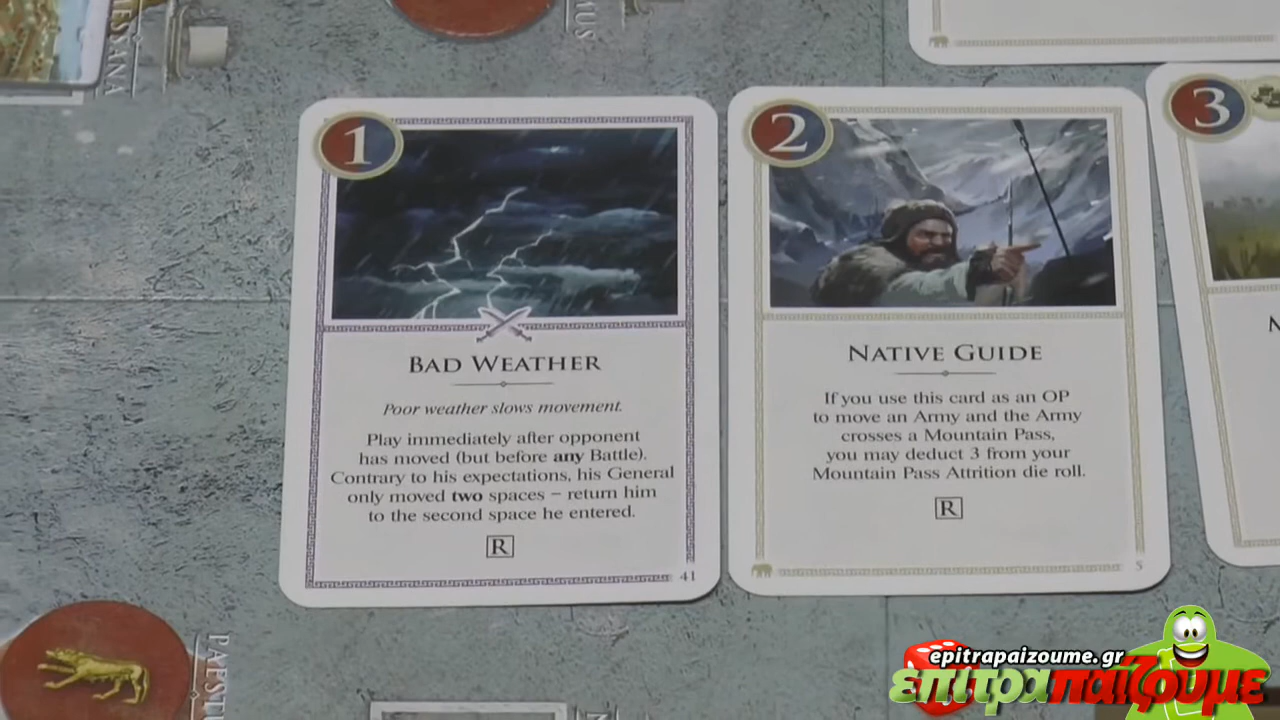 MESSANA
1
BAD WEATHER
Poor weather slows movement.
Play immediately after opponent
has moved (but before any Battle).
Contrary to his expectations, his General
only moved two spaces – return him
to the second space he entered.
R
41
2
NATIVE GUIDE
If you use this card as an OP
to move an Army and the Army
crosses a Mountain Pass,
you may deduct 3 from your
Mountain Pass Attrition die roll.
R
5
3
epitrapaizoume.gr
επιτραπαίζουμε